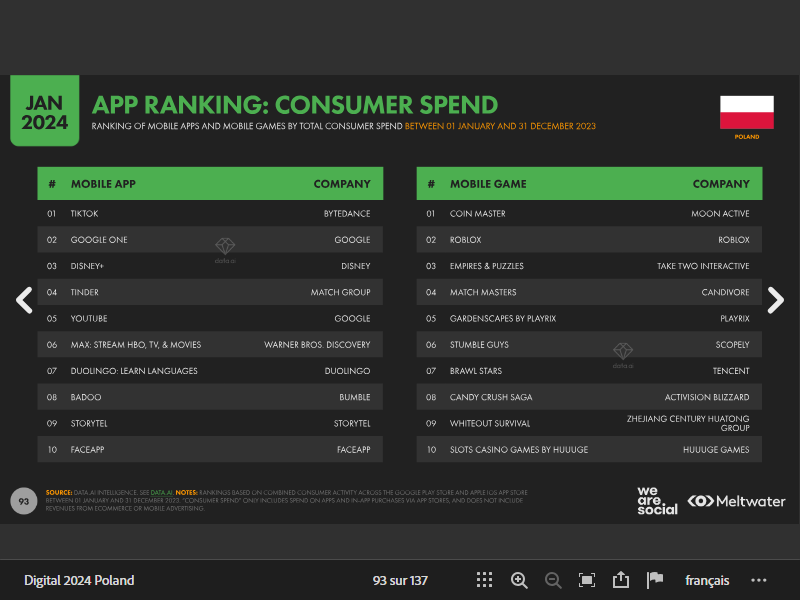 JAN
2024
APP RANKING: CONSUMER SPEND
RANKING OF MOBILE APPS AND MOBILE GAMES BY TOTAL CONSUMER SPEND BETWEEN 01 JANUARY AND 31 DECEMBER 2023
POLAND
# MOBILE APP COMPANY
01 TIKTOK BYTEDANCE
02 GOOGLE ONE GOOGLE
03 DISNEY+ DISNEY
04 TINDER MATCH GROUP
05 YOUTUBE GOOGLE
06 MAX: STREAM HBO, TV, & MOVIES WARNER BROS. DISCOVERY
07 DUOLINGO: LEARN LANGUAGES DUOLINGO
08 BADOO BUMBLE
09 STORYTEL STORYTEL
10 FACEAPP FACEAPP
data.ai
# MOBILE GAME COMPANY
01 COIN MASTER MOON ACTIVE
02 ROBLOX ROBLOX
03 EMPIRES & PUZZLES TAKE TWO INTERACTIVE
04 MATCH MASTERS CANDIVORE
05 GARDENSCAPES BY PLAYRIX PLAYRIX
06 STUMBLE GUYS SCOPELY
07 BRAWL STARS TENCENT
08 CANDY CRUSH SAGA ACTIVISION BLIZZARD
09 WHITEOUT SURVIVAL ZHEJIANG CENTURY HUATONG
GROUP
10 SLOTS CASINO GAMES BY HUUUGE HUUUGE GAMES
data.ai
93
SOURCE: DATA.AI INTELLIGENCE. SEE DATA.AI. NOTES: RANKINGS BASED ON COMBINED CONSUMER ACTIVITY ACROSS THE GOOGLE PLAY STORE AND APPLE IOS APP STORE
BETWEEN 01 JANUARY AND 31 DECEMBER 2023. "CONSUMER SPEND" ONLY INCLUDES SPEND ON APPS AND IN-APP PURCHASES VIA APP STORES, AND DOES NOT INCLUDE
REVENUES FROM ECOMMERCE OR MOBILE ADVERTISING.
we
are.
social
Meltwater
Digital 2024 Poland
93 sur 137
français